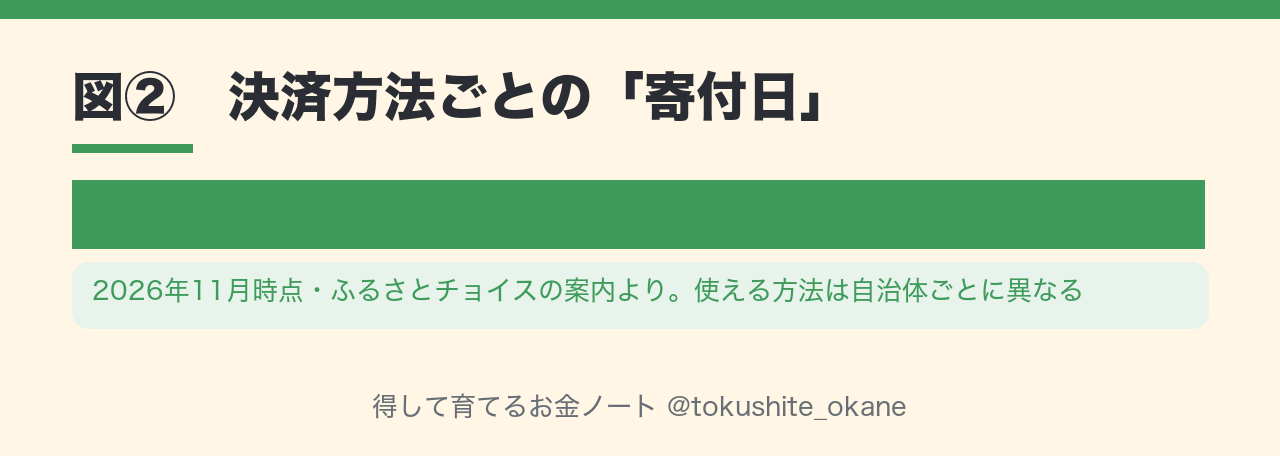 図②　決済方法ごとの「寄付日」
2026年11月時点・ふるさとチョイスの案内より。使える方法は自治体ごとに異なる
得して育てるお金ノート @tokushite_okane